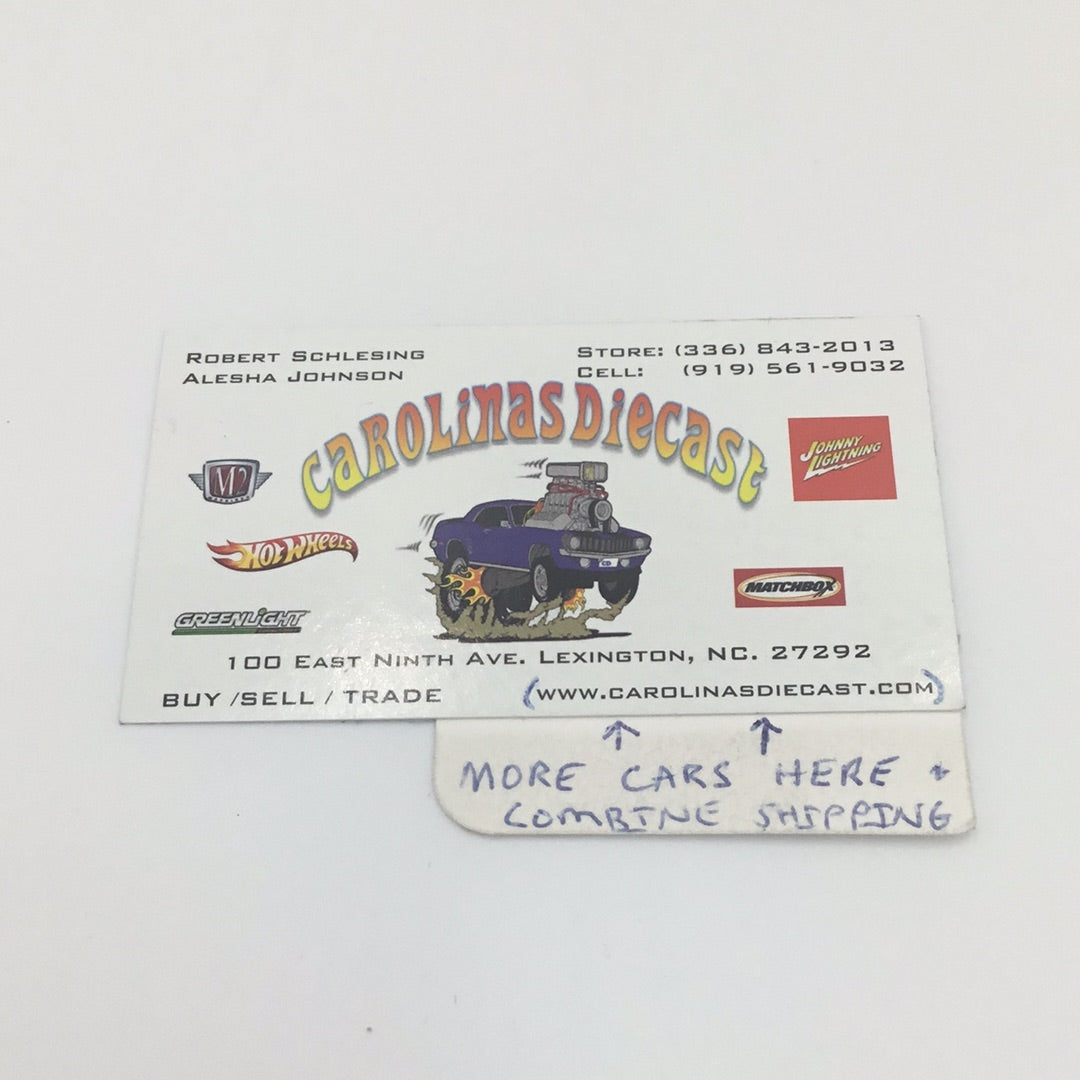 ROBERT SCHLESING
ALESHA JOHNSON
STORE: (336) 843-2013
CELL: (919) 561-9032
CAROLINAS DIECAST
M2
JOHNNY
LIGHTNING
HOT WHEELS
MATCHBOX
CD
GREENLIGHT
100 EAST NINTH AVE. LEXINGTON, NC. 27292
BUY /SELL / TRADE
(WWW.CAROLINASDIECAST.COM)
MORE CARS HERE +
COMBINE SHIPPING